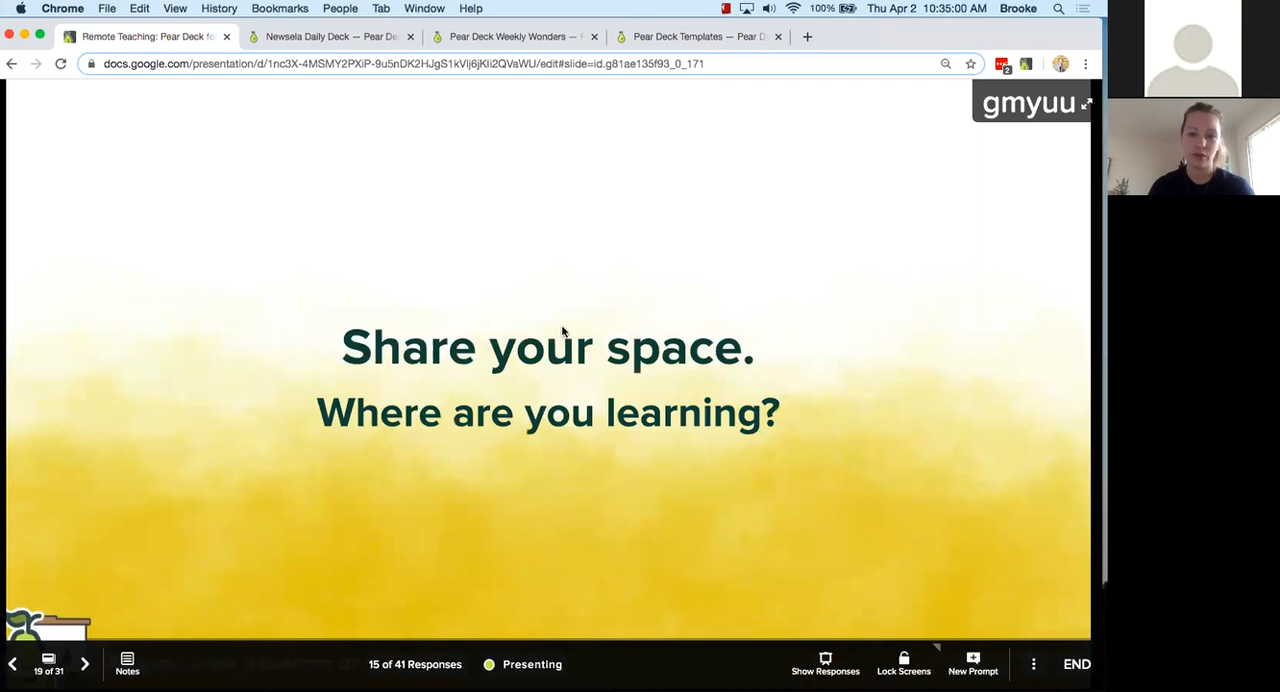 Chrome File Edit View History Bookmarks People Tab Window Help 100% Thu Apr 2 10:35:00 AM Brooke
Remote Teaching: Pear Deck fo Newsela Daily Deck — Pear De Pear Deck Weekly Wonders — Pear Deck Templates — Pear D
docs.google.com/presentation/d/1nc3X-4MSMY2PXiP-9u5nDK2HJgS1kVlj6jKli2QVaWU/edit#slide=id.g81ae135f93_0_171
2
gmyuu
Share your space.
Where are you learning?
19 of 31 Notes 15 of 41 Responses Presenting Show Responses Lock Screens New Prompt END